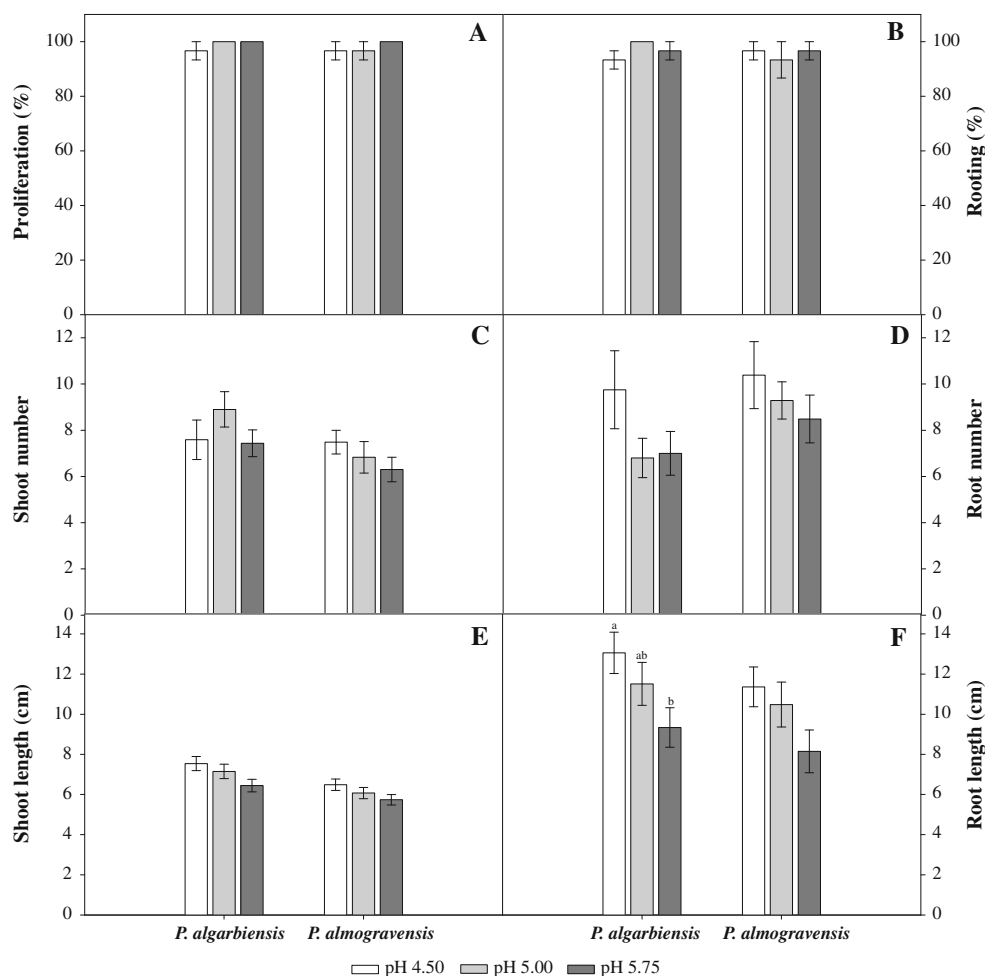 A
B
Proliferation (%)
100
80
60
40
20
0
Rooting (%)
100
80
60
40
20
0
C
D
Shoot number
12
10
8
6
4
2
0
Root number
12
10
8
6
4
2
0
E
F
Shoot length (cm)
14
12
10
8
6
4
2
0
a
ab
b
Root length (cm)
14
12
10
8
6
4
2
0
P. algarbiensis
P. almogravensis
P. algarbiensis
P. almogravensis
pH 4.50
pH 5.00
pH 5.75